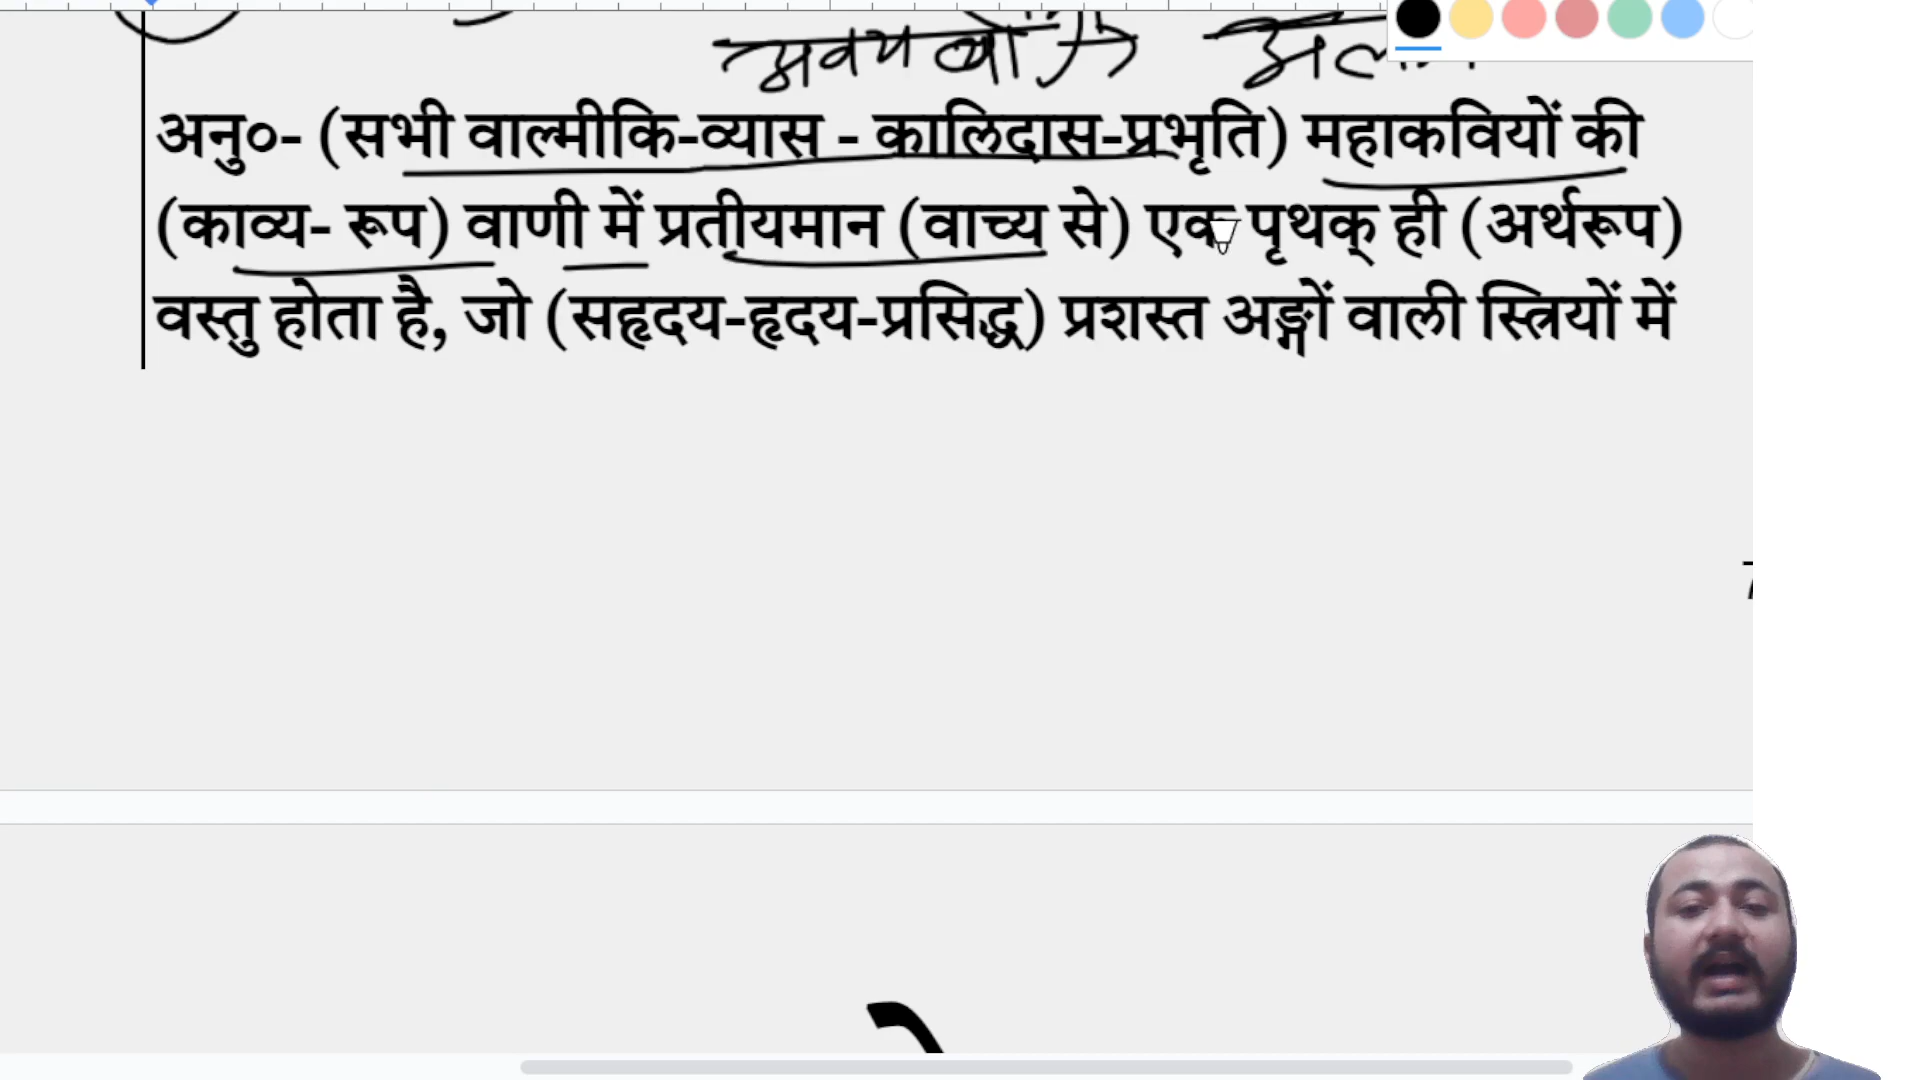 अनु०- (सभी वाल्मीकि-व्यास - कालिदास-प्रभृति) महाकवियों की
(काव्य- रूप) वाणी में प्रतीयमान (वाच्य से) एक पृथक् ही (अर्थरूप)
वस्तु होता है, जो (सहृदय-हृदय-प्रसिद्ध) प्रशस्त अङ्गों वाली स्त्रियों में